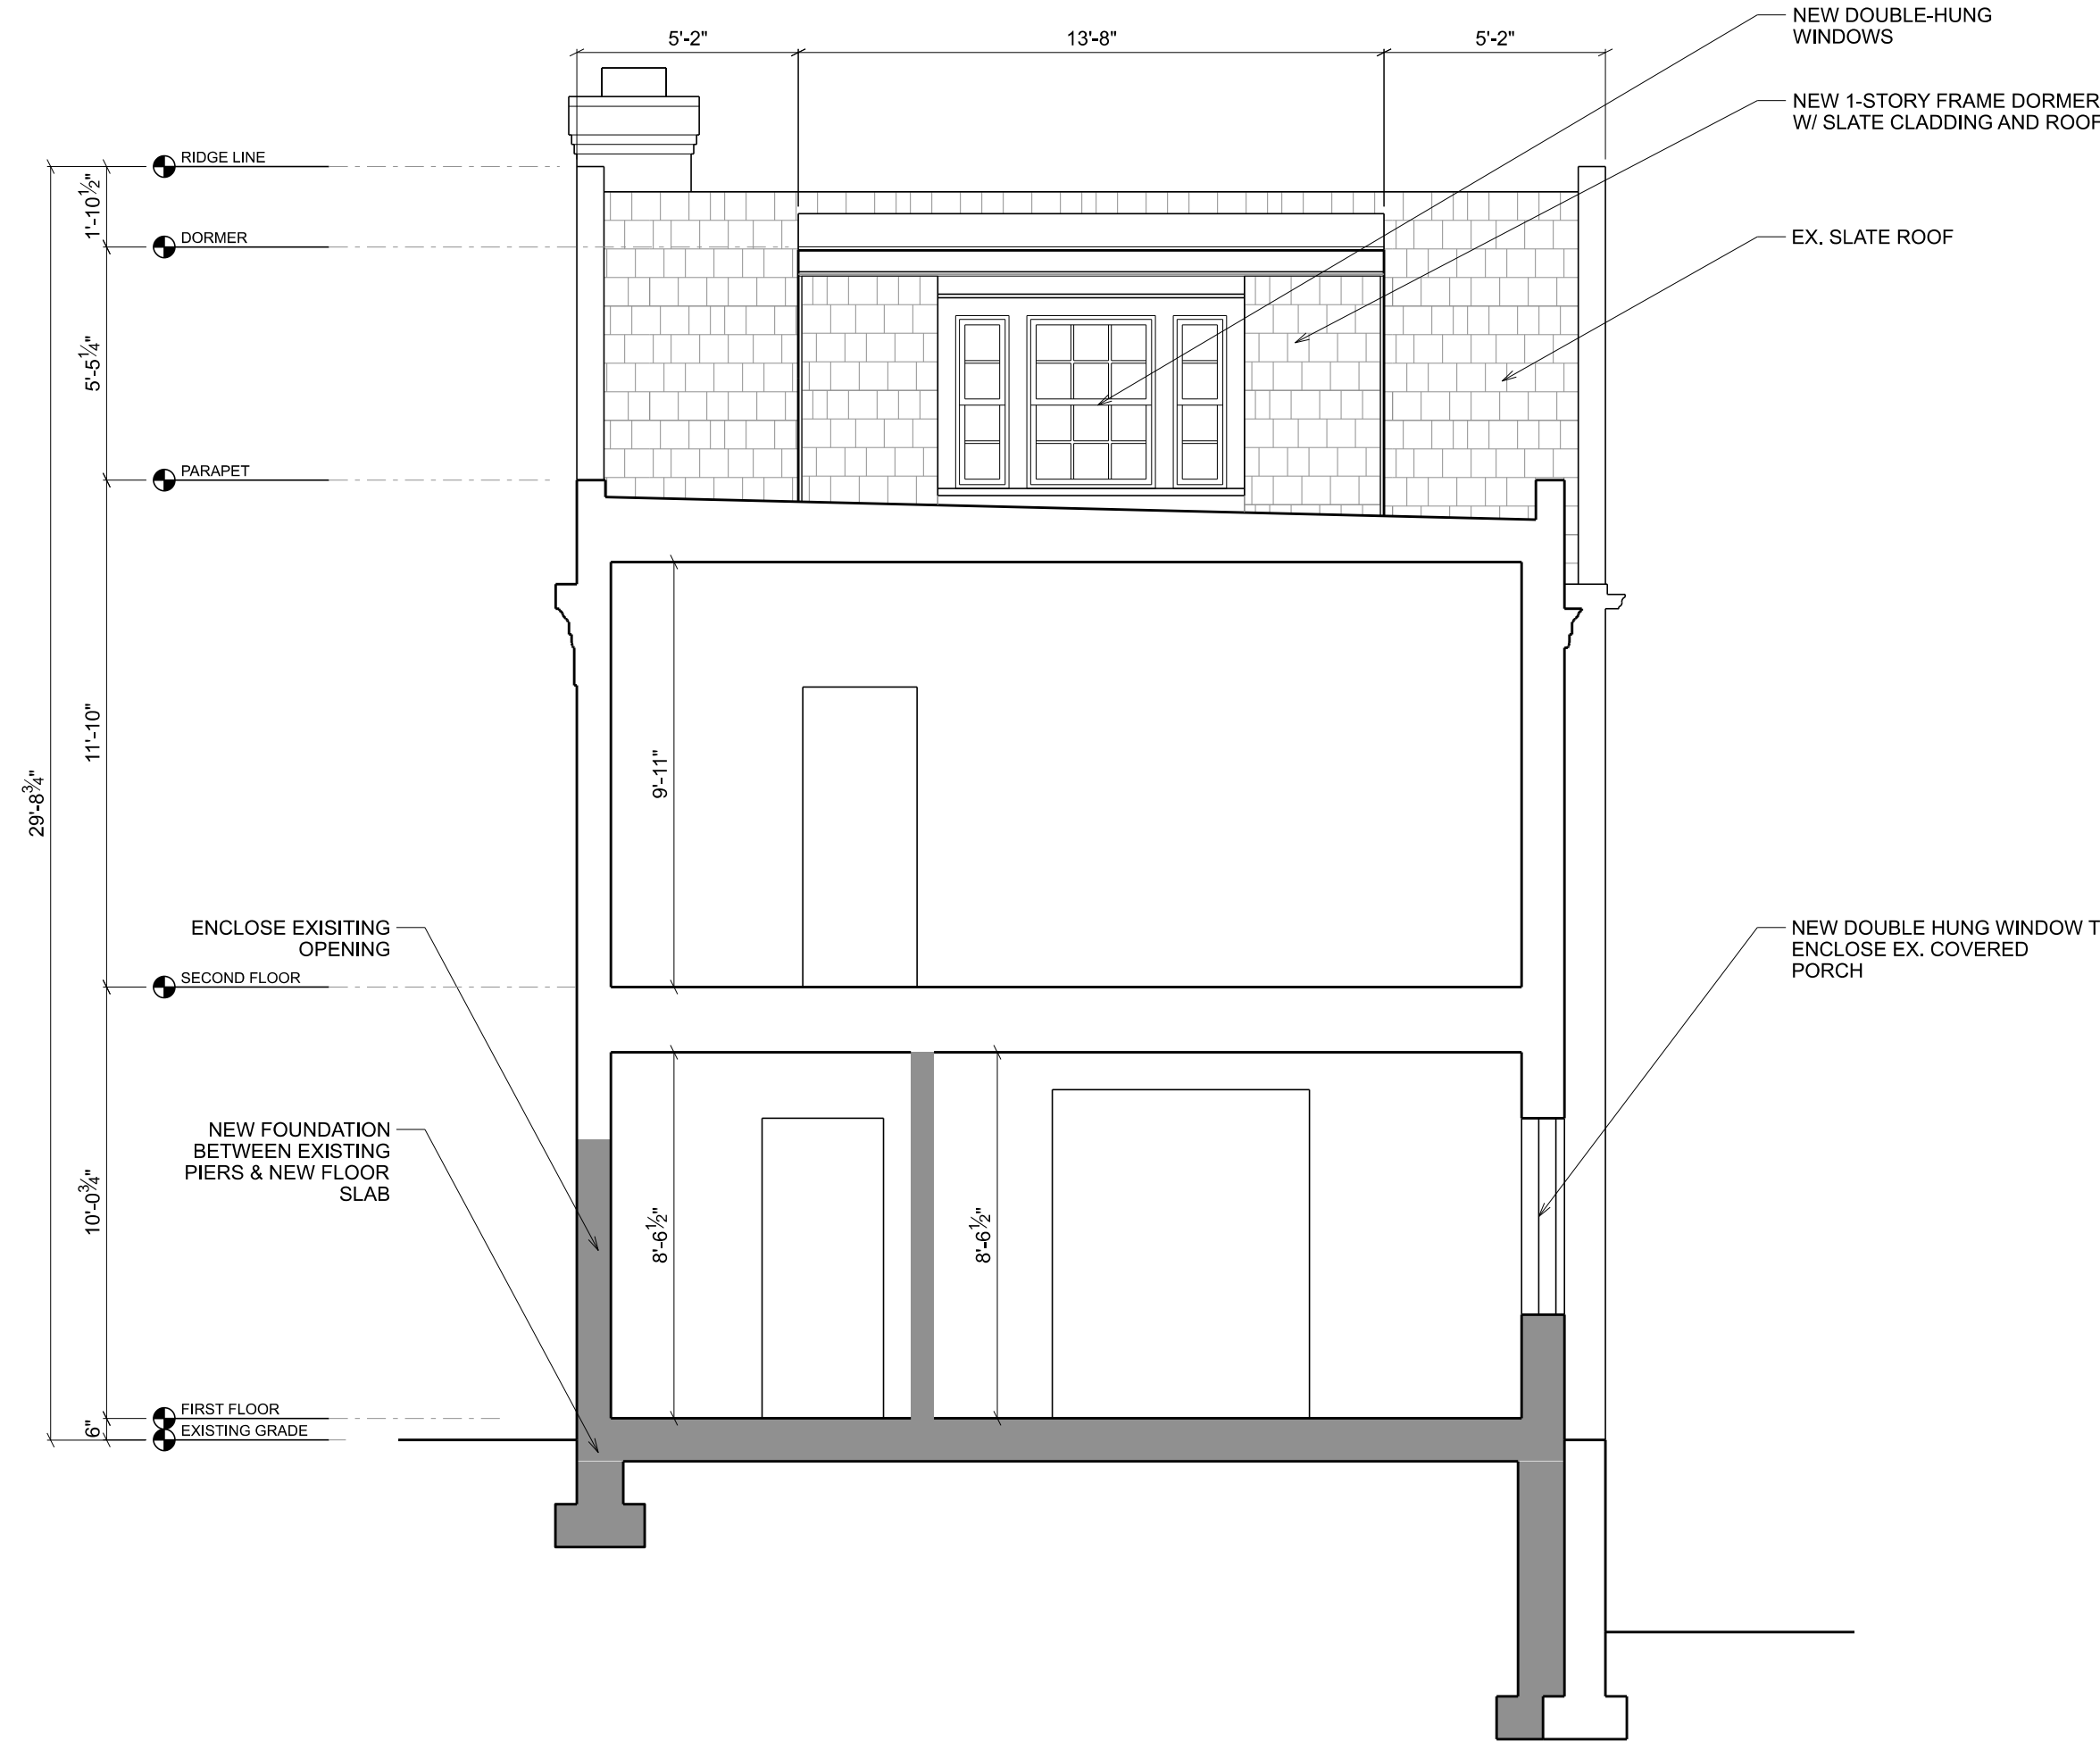 5'-2"
13'-8"
5'-2"
NEW DOUBLE-HUNG
WINDOWS
NEW 1-STORY FRAME DORMER
W/ SLATE CLADDING AND ROOF
RIDGE LINE
1'-10½"
DORMER
EX. SLATE ROOF
5'-5¼"
PARAPET
11'-10"
9'-11"
29'-8¾"
ENCLOSE EXISITING
OPENING
NEW DOUBLE HUNG WINDOW T
ENCLOSE EX. COVERED
PORCH
SECOND FLOOR
NEW FOUNDATION
BETWEEN EXISTING
PIERS & NEW FLOOR
SLAB
10'-0¾"
8'-6½"
8'-6½"
FIRST FLOOR
6"
EXISTING GRADE